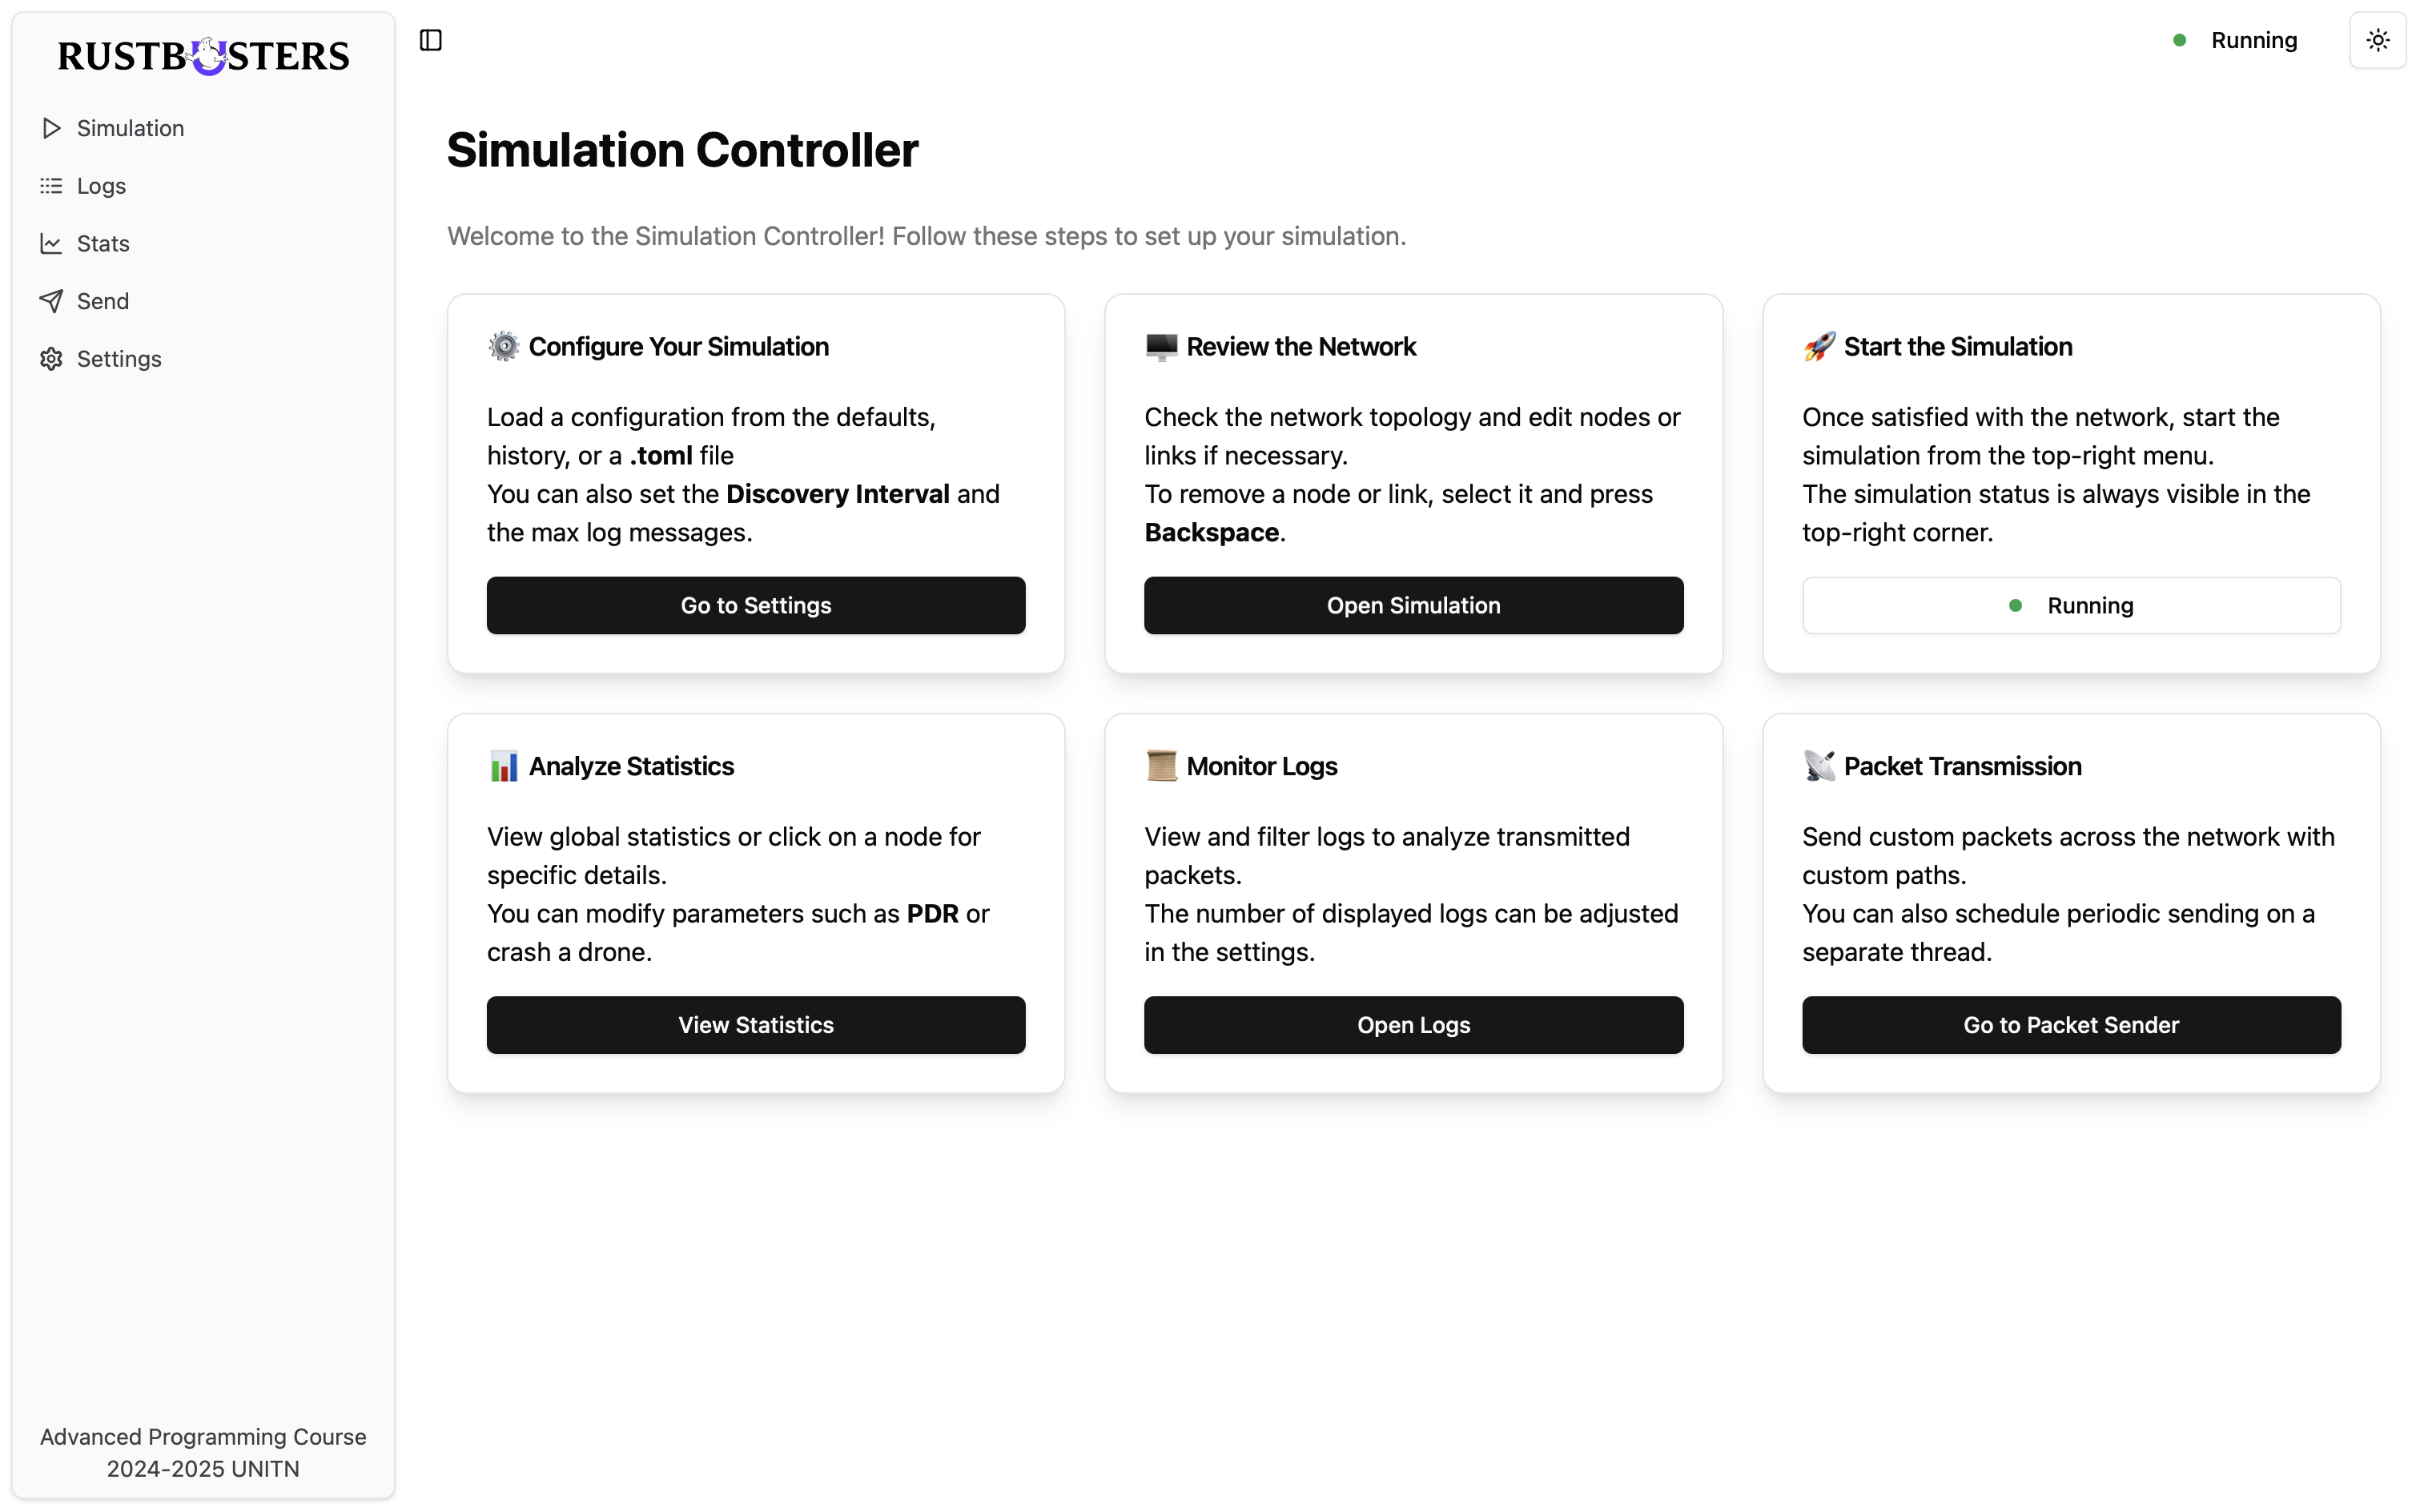 RUSTBUSTERS
Simulation
Logs
Stats
Send
Settings
Advanced Programming Course
2024-2025 UNITN
Running
Simulation Controller
Welcome to the Simulation Controller! Follow these steps to set up your simulation.
Configure Your Simulation
Load a configuration from the defaults,
history, or a .toml file
You can also set the Discovery Interval and
the max log messages.
Go to Settings
Review the Network
Check the network topology and edit nodes or
links if necessary.
To remove a node or link, select it and press
Backspace.
Open Simulation
Start the Simulation
Once satisfied with the network, start the
simulation from the top-right menu.
The simulation status is always visible in the
top-right corner.
Running
Analyze Statistics
View global statistics or click on a node for
specific details.
You can modify parameters such as PDR or
crash a drone.
View Statistics
Monitor Logs
View and filter logs to analyze transmitted
packets.
The number of displayed logs can be adjusted
in the settings.
Open Logs
Packet Transmission
Send custom packets across the network with
custom paths.
You can also schedule periodic sending on a
separate thread.
Go to Packet Sender